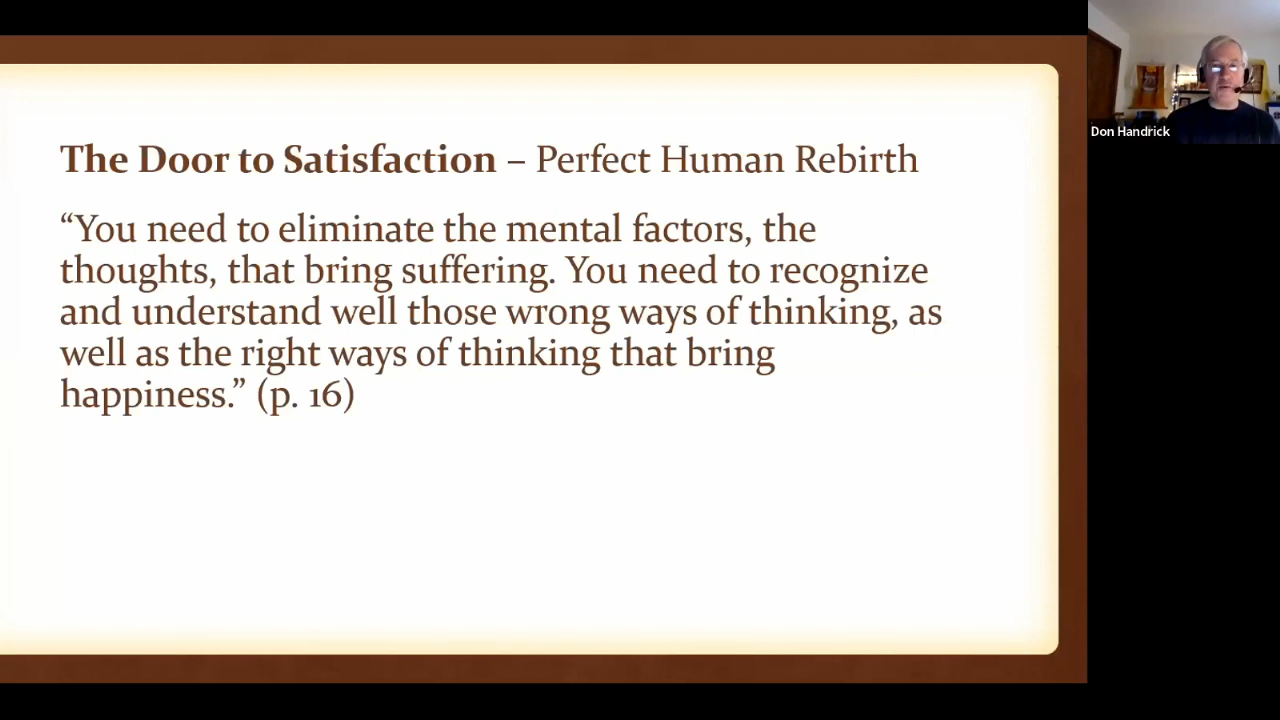 The Door to Satisfaction – Perfect Human Rebirth
“You need to eliminate the mental factors, the
thoughts, that bring suffering. You need to recognize
and understand well those wrong ways of thinking, as
well as the right ways of thinking that bring
happiness.” (p. 16)
Don Handrick